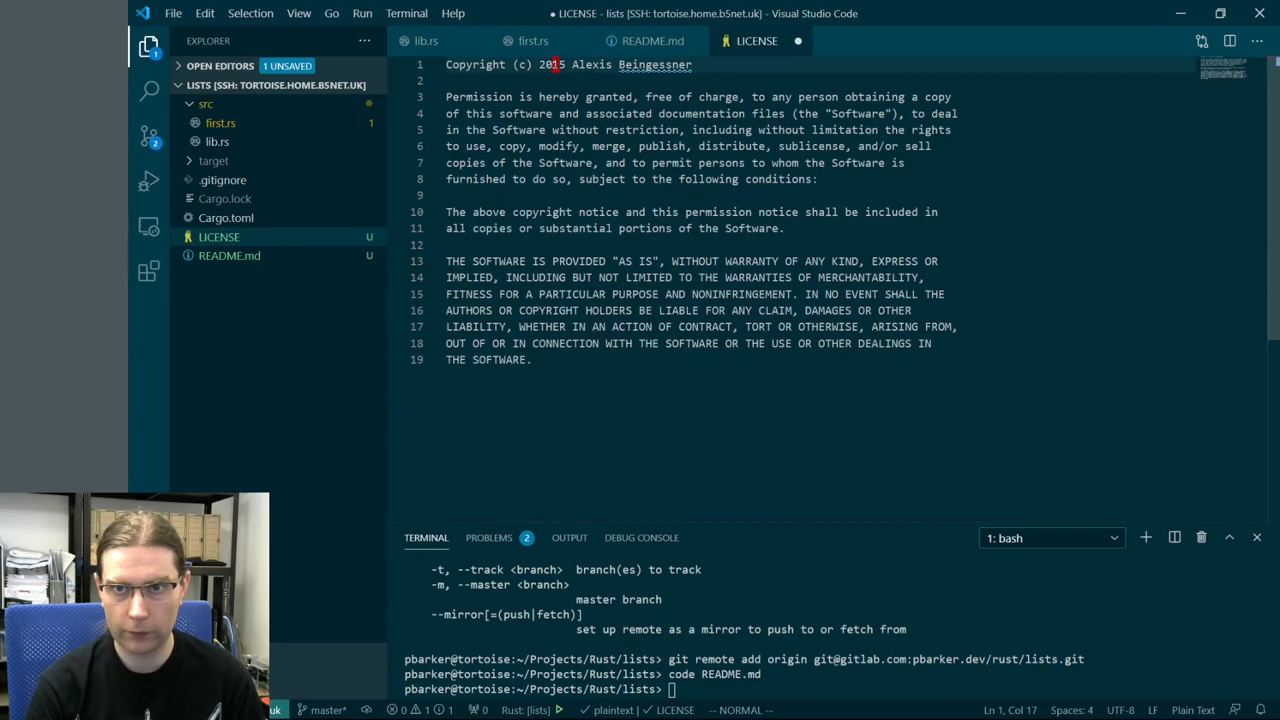 File Edit Selection View Go Run Terminal Help
● LICENSE - lists [SSH: tortoise.home.b5net.uk] - Visual Studio Code
EXPLORER
lib.rs
first.rs
README.md
LICENSE
OPEN EDITORS 1 UNSAVED
LISTS [SSH: TORTOISE.HOME.B5NET.UK]
src
first.rs 1
lib.rs
target
.gitignore
Cargo.lock
Cargo.toml
LICENSE U
README.md U
1
2
1 Copyright (c) 2015 Alexis Beingessner
2
3 Permission is hereby granted, free of charge, to any person obtaining a copy
4 of this software and associated documentation files (the "Software"), to deal
5 in the Software without restriction, including without limitation the rights
6 to use, copy, modify, merge, publish, distribute, sublicense, and/or sell
7 copies of the Software, and to permit persons to whom the Software is
8 furnished to do so, subject to the following conditions:
9
10 The above copyright notice and this permission notice shall be included in
11 all copies or substantial portions of the Software.
12
13 THE SOFTWARE IS PROVIDED "AS IS", WITHOUT WARRANTY OF ANY KIND, EXPRESS OR
14 IMPLIED, INCLUDING BUT NOT LIMITED TO THE WARRANTIES OF MERCHANTABILITY,
15 FITNESS FOR A PARTICULAR PURPOSE AND NONINFRINGEMENT. IN NO EVENT SHALL THE
16 AUTHORS OR COPYRIGHT HOLDERS BE LIABLE FOR ANY CLAIM, DAMAGES OR OTHER
17 LIABILITY, WHETHER IN AN ACTION OF CONTRACT, TORT OR OTHERWISE, ARISING FROM,
18 OUT OF OR IN CONNECTION WITH THE SOFTWARE OR THE USE OR OTHER DEALINGS IN
19 THE SOFTWARE.
TERMINAL PROBLEMS 2 OUTPUT DEBUG CONSOLE 1: bash
-t, --track <branch> branch(es) to track
-m, --master <branch>
master branch
--mirror[=(push|fetch)]
set up remote as a mirror to push to or fetch from
pbarker@tortoise:~/Projects/Rust/lists> git remote add origin git@gitlab.com:pbarker.dev/rust/lists.git
pbarker@tortoise:~/Projects/Rust/lists> code README.md
pbarker@tortoise:~/Projects/Rust/lists>
uk master* 0 1 1 0 Rust: [lists] plaintext | LICENSE -- NORMAL -- Ln 1, Col 17 Spaces: 4 UTF-8 LF Plain Text